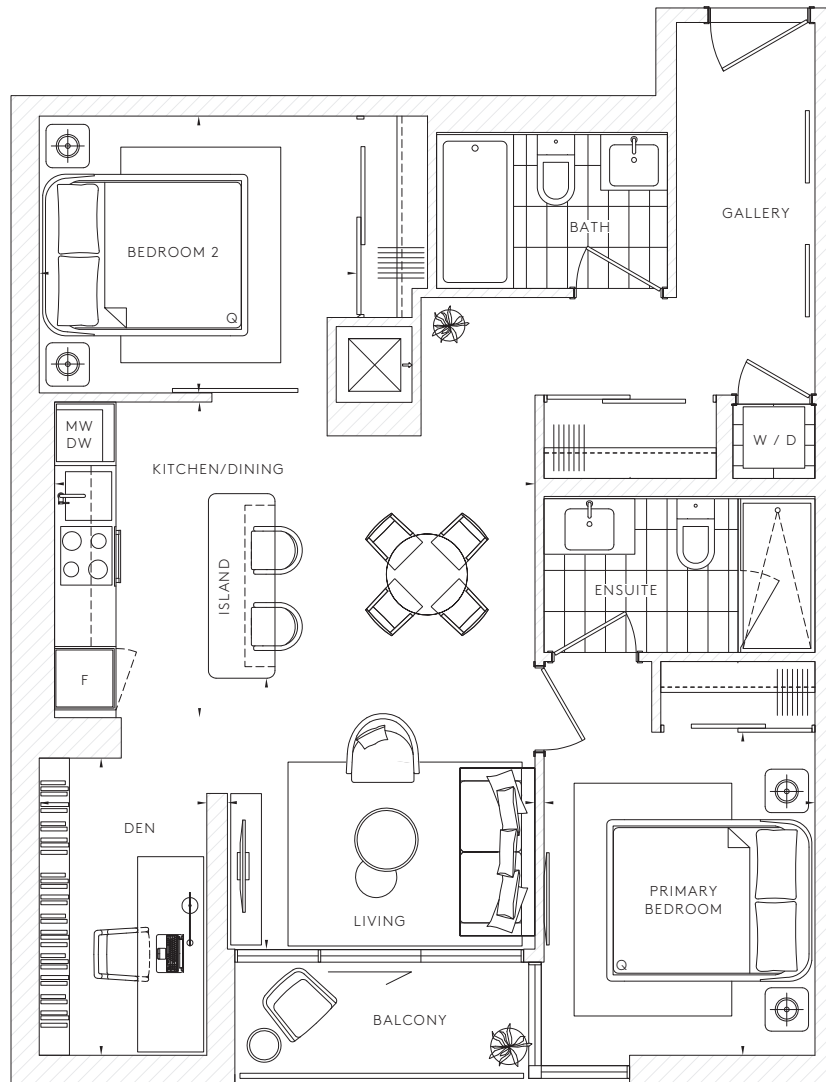 GALLERY
BATH
BEDROOM 2
Q
MW
DW
W / D
KITCHEN/DINING
ISLAND
ENSUITE
F
DEN
PRIMARY
BEDROOM
LIVING
Q
BALCONY